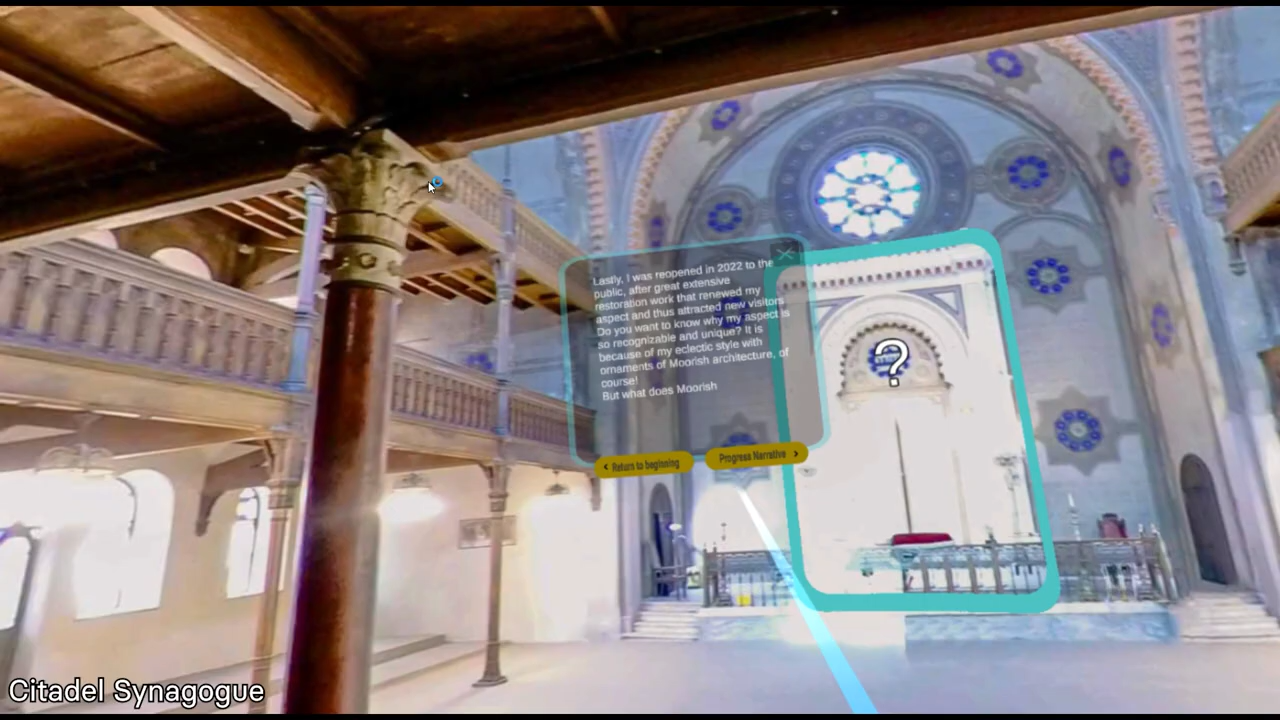 Lastly, I was reopened in 2022 to the
public, after great extensive
restoration work that renewed my
aspect and thus attracted new visitors
Do you want to know why my aspect is
so recognizable and unique? It is
because of my eclectic style with
ornaments of Moorish architecture, of
course!
But what does Moorish
?
Return to beginning
Progress Narrative
Citadel Synagogue